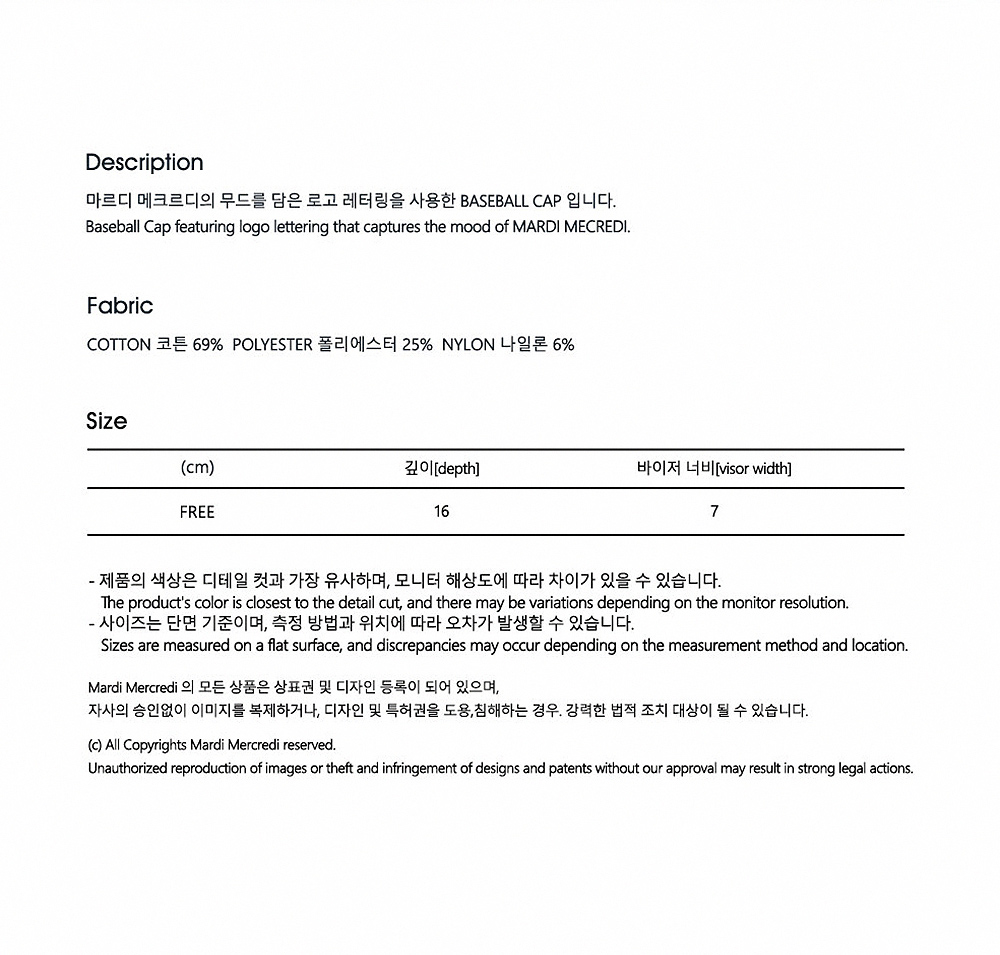 Description
마르디 메크르디의 무드를 담은 로고 레터링을 사용한 BASEBALL CAP 입니다.
Baseball Cap featuring logo lettering that captures the mood of MARDI MECREDI.
Fabric
COTTON 코튼 69% POLYESTER 폴리에스터 25% NYLON 나일론 6%
Size
(cm) 깊이[depth] 바이저 너비[visor width]
FREE 16 7
- 제품의 색상은 디테일 컷과 가장 유사하며, 모니터 해상도에 따라 차이가 있을 수 있습니다.
The product's color is closest to the detail cut, and there may be variations depending on the monitor resolution.
- 사이즈는 단면 기준이며, 측정 방법과 위치에 따라 오차가 발생할 수 있습니다.
Sizes are measured on a flat surface, and discrepancies may occur depending on the measurement method and location.
Mardi Mercredi 의 모든 상품은 상표권 및 디자인 등록이 되어 있으며,
자사의 승인없이 이미지를 복제하거나, 디자인 및 특허권을 도용,침해하는 경우. 강력한 법적 조치 대상이 될 수 있습니다.
(c) All Copyrights Mardi Mercredi reserved.
Unauthorized reproduction of images or theft and infringement of designs and patents without our approval may result in strong legal actions.